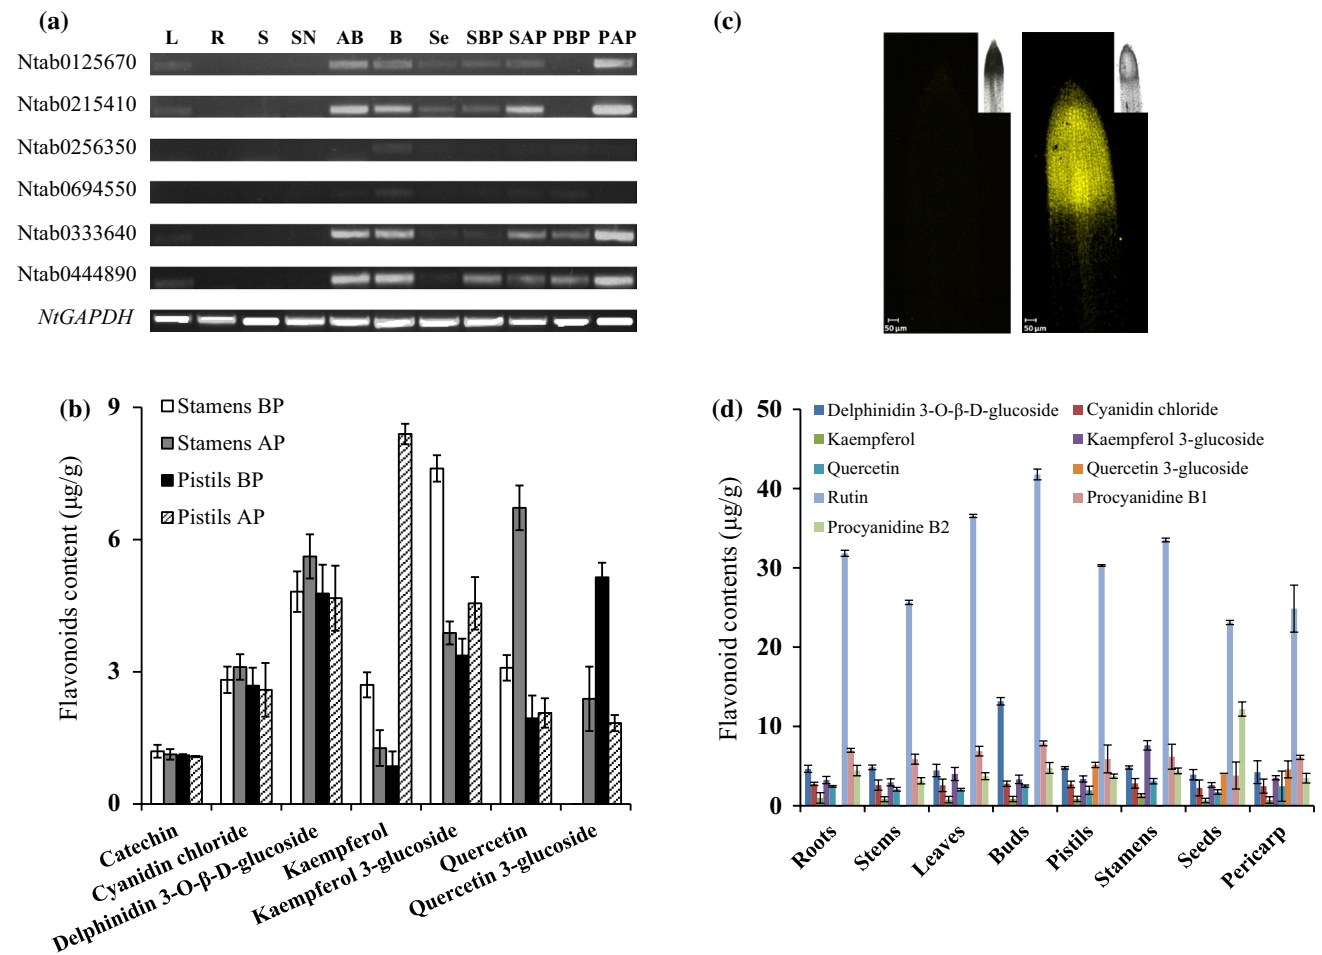 (a)
L R S SN AB B Se SBP SAP PBP PAP
Ntab0125670
Ntab0215410
Ntab0256350
Ntab0694550
Ntab0333640
Ntab0444890
NtGAPDH
(c)
50 µm
50 µm
(b)
Flavonoids content (µg/g)
9
6
3
0
Stamens BP
Stamens AP
Pistils BP
Pistils AP
Catechin
Cyanidin chloride
Delphinidin 3-O-β-D-glucoside
Kaempferol
Kaempferol 3-glucoside
Quercetin
Quercetin 3-glucoside
(d)
Flavonoid contents (µg/g)
50
40
30
20
10
0
Delphinidin 3-O-β-D-glucoside
Cyanidin chloride
Kaempferol
Kaempferol 3-glucoside
Quercetin
Quercetin 3-glucoside
Rutin
Procyanidine B1
Procyanidine B2
Roots
Stems
Leaves
Buds
Pistils
Stamens
Seeds
Pericarp